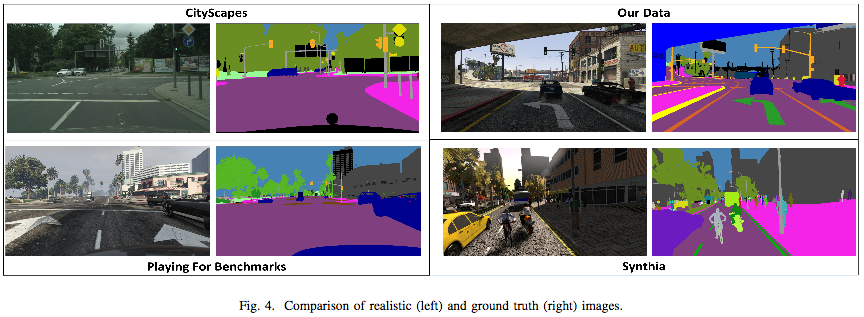 CityScapes
Our Data
Playing For Benchmarks
Synthia
Fig. 4. Comparison of realistic (left) and ground truth (right) images.